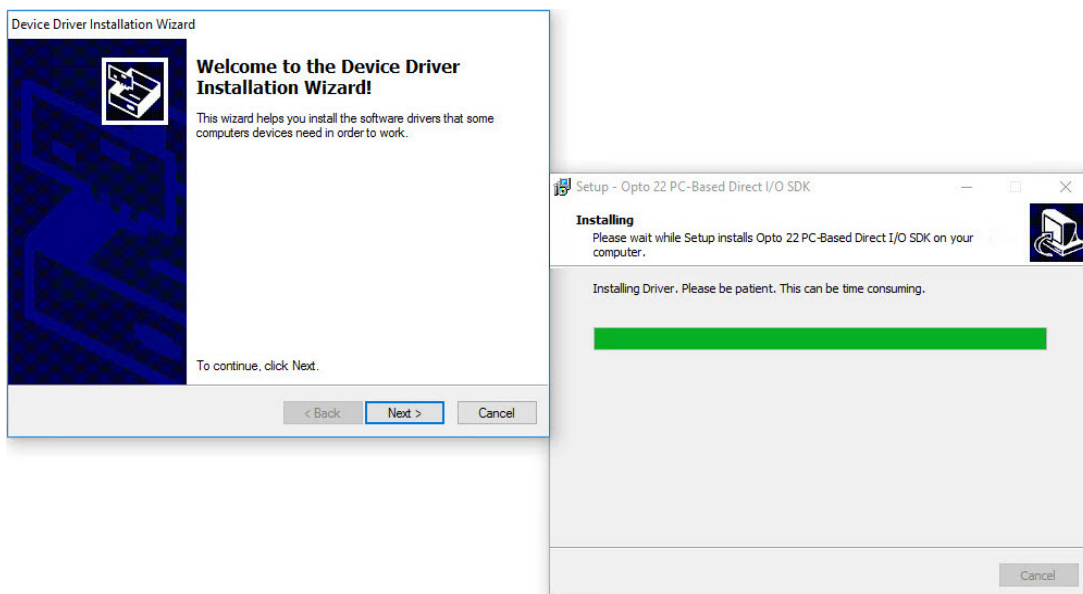 Device Driver Installation Wizard
Welcome to the Device Driver
Installation Wizard!
This wizard helps you install the software drivers that some
computers devices need in order to work.
To continue, click Next.
< Back
Next >
Cancel
Setup - Opto 22 PC-Based Direct I/O SDK
Installing
Please wait while Setup installs Opto 22 PC-Based Direct I/O SDK on your
computer.
Installing Driver. Please be patient. This can be time consuming.
Cancel